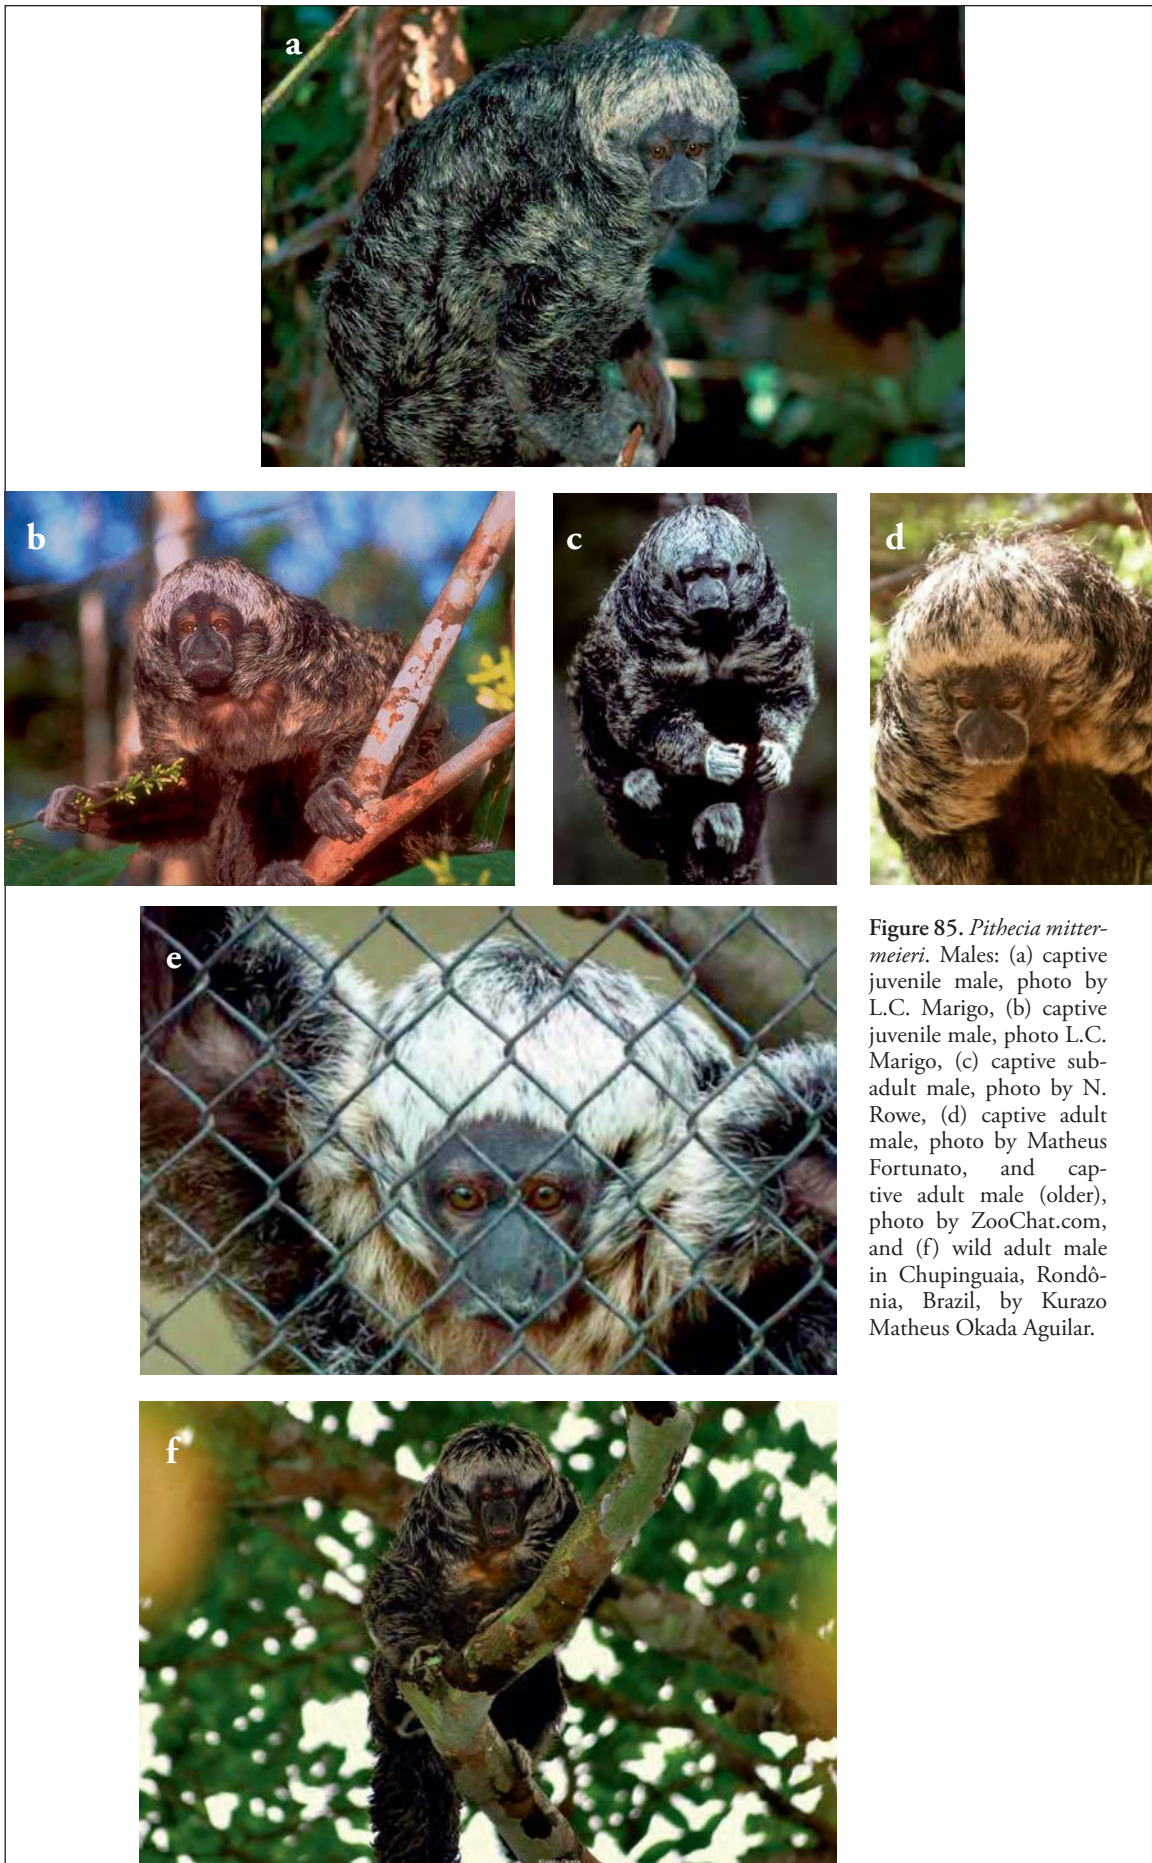 a
b
c
d
e
f
Figure 85. Pithecia mitter-
meieri. Males: (a) captive
juvenile male, photo by
L.C. Marigo, (b) captive
juvenile male, photo L.C.
Marigo, (c) captive sub-
adult male, photo by N.
Rowe, (d) captive adult
male, photo by Matheus
Fortunato, and cap-
tive adult male (older),
photo by ZooChat.com,
and (f) wild adult male
in Chupinguaia, Rondô-
nia, Brazil, by Kurazo
Matheus Okada Aguilar.